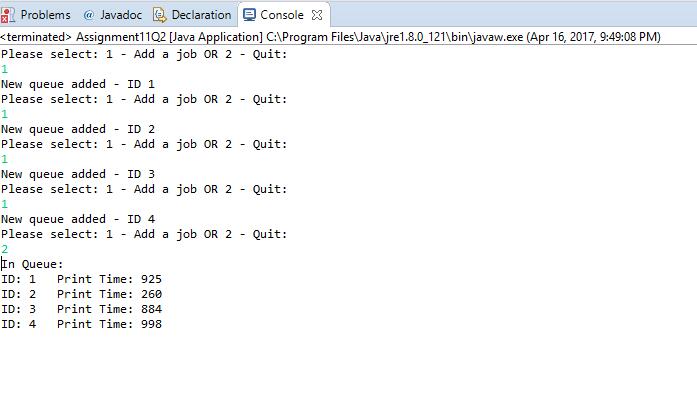 Problems @ Javadoc Declaration Console
<terminated> Assignment11Q2 [Java Application] C:\Program Files\Java\jre1.8.0_121\bin\javaw.exe (Apr 16, 2017, 9:49:08 PM)
Please select: 1 - Add a job OR 2 - Quit:
1
New queue added - ID 1
Please select: 1 - Add a job OR 2 - Quit:
1
New queue added - ID 2
Please select: 1 - Add a job OR 2 - Quit:
1
New queue added - ID 3
Please select: 1 - Add a job OR 2 - Quit:
1
New queue added - ID 4
Please select: 1 - Add a job OR 2 - Quit:
2
In Queue:
ID: 1   Print Time: 925
ID: 2   Print Time: 260
ID: 3   Print Time: 884
ID: 4   Print Time: 998